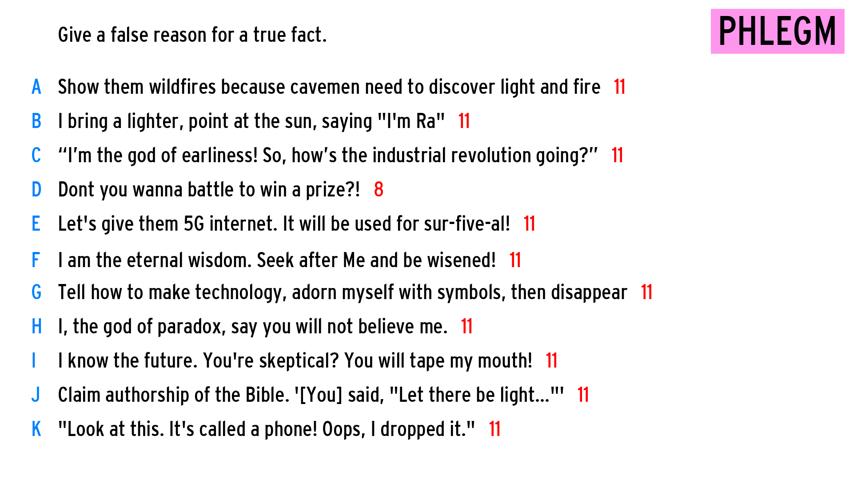 Give a false reason for a true fact.
PHLEGM
A Show them wildfires because cavemen need to discover light and fire 11
B I bring a lighter, point at the sun, saying "I'm Ra" 11
C “I’m the god of earliness! So, how’s the industrial revolution going?” 11
D Dont you wanna battle to win a prize?! 8
E Let's give them 5G internet. It will be used for sur-five-al! 11
F I am the eternal wisdom. Seek after Me and be wisened! 11
G Tell how to make technology, adorn myself with symbols, then disappear 11
H I, the god of paradox, say you will not believe me. 11
I I know the future. You're skeptical? You will tape my mouth! 11
J Claim authorship of the Bible. '[You] said, "Let there be light..."' 11
K "Look at this. It's called a phone! Oops, I dropped it." 11